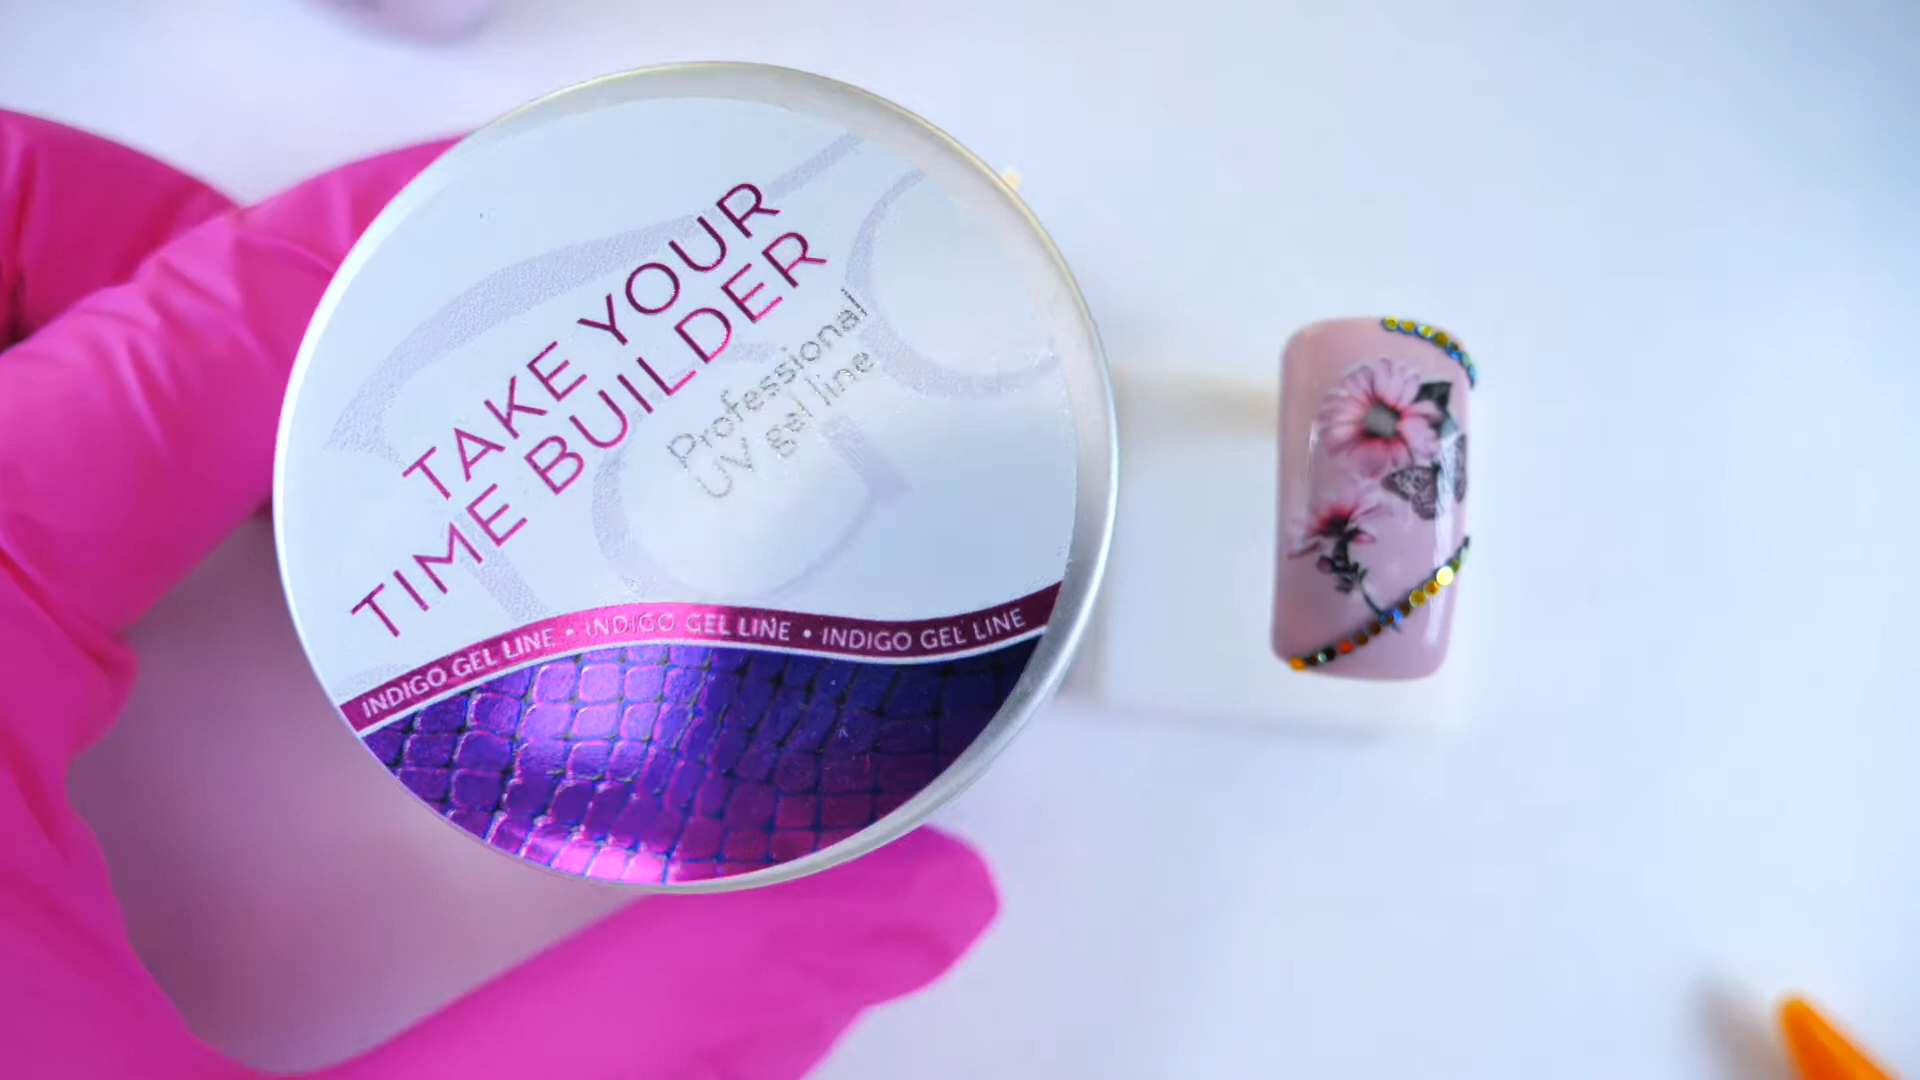 TAKE YOUR
TIME BUILDER
Professional
UV gel line
INDIGO GEL LINE • INDIGO GEL LINE • INDIGO GEL LINE